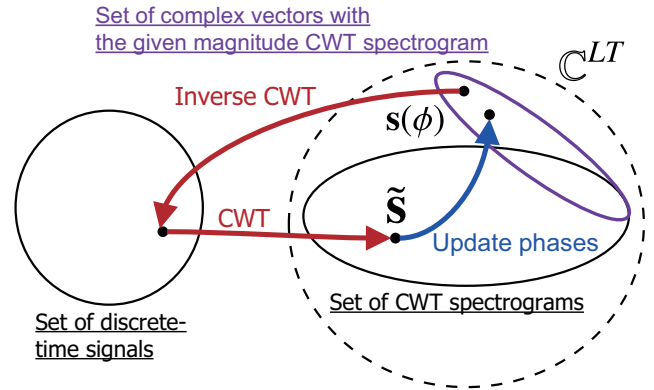 Set of complex vectors with
the given magnitude CWT spectrogram
ℂ^{LT}
Inverse CWT
s(ϕ)
s̃
CWT
Update phases
Set of CWT spectrograms
Set of discrete-
time signals